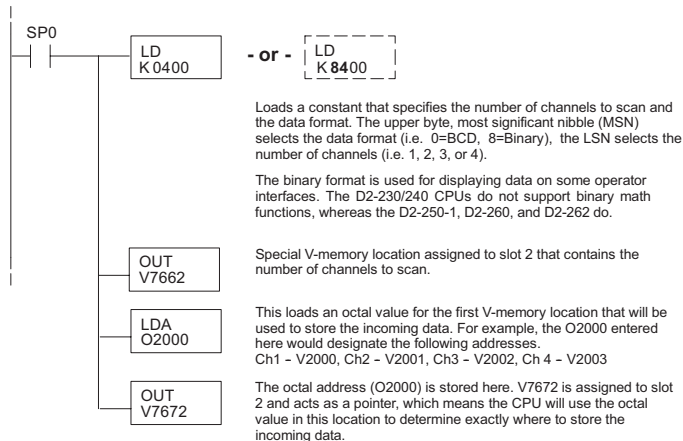 SP0
LD
K 0400
- or -
LD
K 8400
Loads a constant that specifies the number of channels to scan and
the data format. The upper byte, most significant nibble (MSN)
selects the data format (i.e. 0=BCD, 8=Binary), the LSN selects the
number of channels (i.e. 1, 2, 3, or 4).
The binary format is used for displaying data on some operator
interfaces. The D2-230/240 CPUs do not support binary math
functions, whereas the D2-250-1, D2-260, and D2-262 do.
OUT
V7662
Special V-memory location assigned to slot 2 that contains the
number of channels to scan.
LDA
O2000
This loads an octal value for the first V-memory location that will be
used to store the incoming data. For example, the O2000 entered
here would designate the following addresses.
Ch1 – V2000, Ch2 – V2001, Ch3 – V2002, Ch 4 – V2003
OUT
V7672
The octal address (O2000) is stored here. V7672 is assigned to slot
2 and acts as a pointer, which means the CPU will use the octal
value in this location to determine exactly where to store the
incoming data.